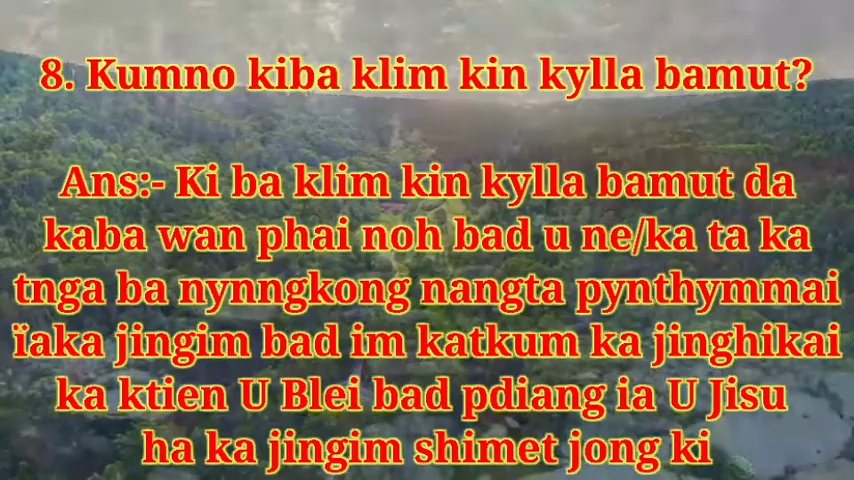 8. Kumno kiba klim kin kylla bamut?
Ans:- Ki ba klim kin kylla bamut da
kaba wan phai noh bad u ne/ka ta ka
tnga ba nynngkong nangta pynthymmai
ïaka jingim bad im katkum ka jinghikai
ka ktien U Blei bad pdiang ia U Jisu
ha ka jingim shimet jong ki